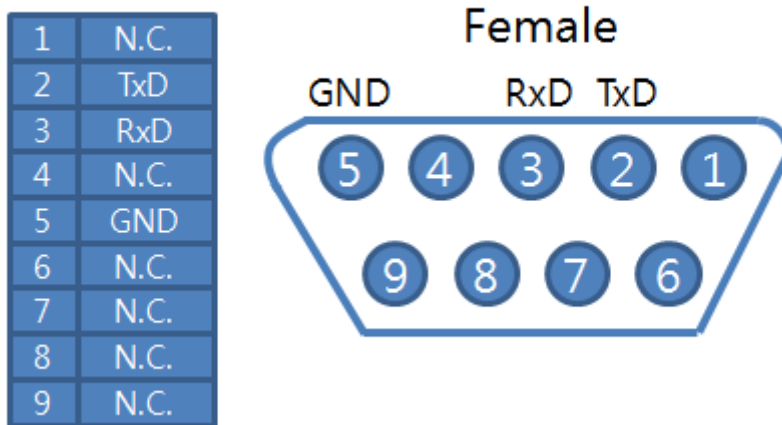 1 N.C.
2 TxD
3 RxD
4 N.C.
5 GND
6 N.C.
7 N.C.
8 N.C.
9 N.C.
Female
GND RxD TxD
5 4 3 2 1
9 8 7 6